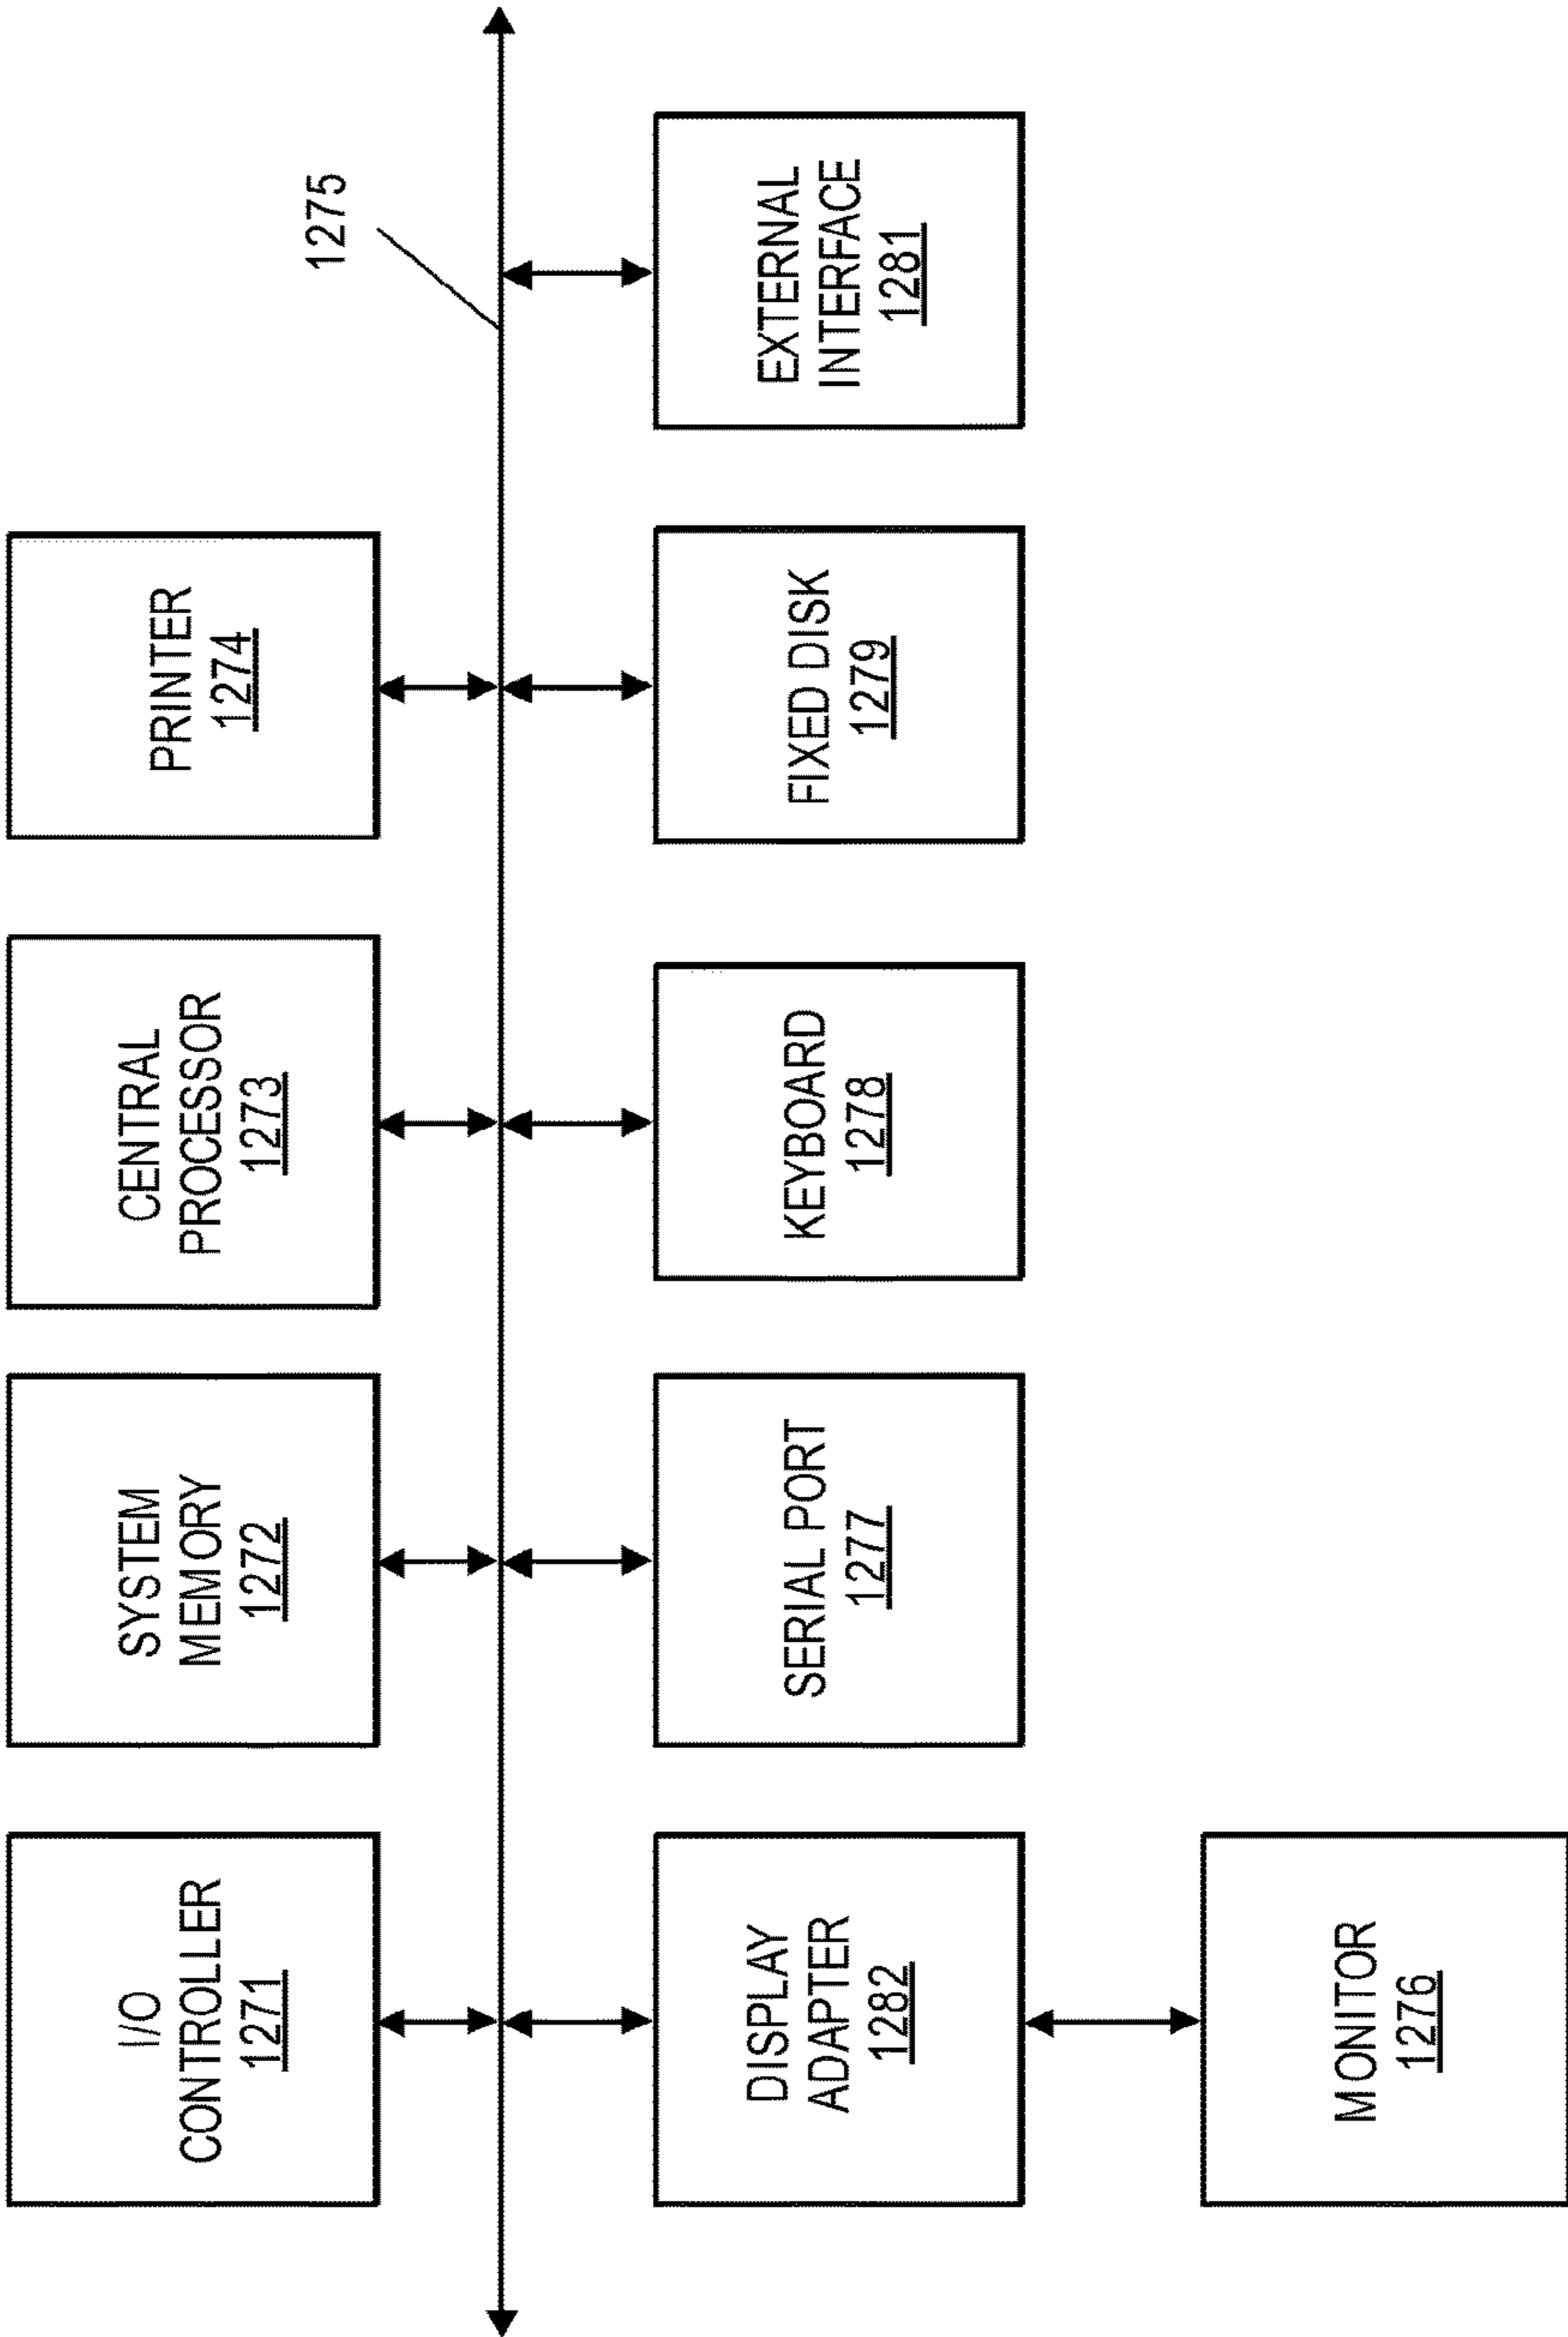 I/O
CONTROLLER
1271
SYSTEM
MEMORY
1272
CENTRAL
PROCESSOR
1273
PRINTER
1274
1275
DISPLAY
ADAPTER
1282
SERIAL PORT
1277
KEYBOARD
1278
FIXED DISK
1279
EXTERNAL
INTERFACE
1281
MONITOR
1276